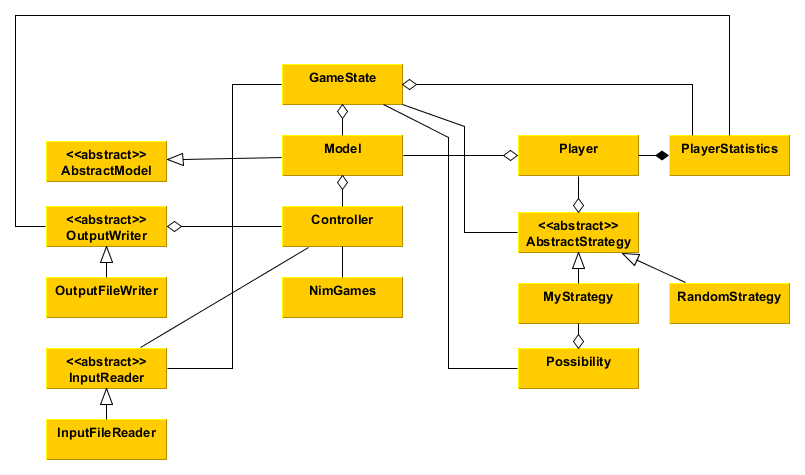 GameState
<<abstract>>
AbstractModel
Model
Player
PlayerStatistics
<<abstract>>
OutputWriter
Controller
<<abstract>>
AbstractStrategy
OutputFileWriter
NimGames
MyStrategy
RandomStrategy
<<abstract>>
InputReader
Possibility
InputFileReader